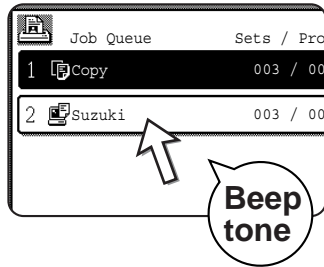 Job Queue Sets / Pro
1 Copy 003 / 00
2 Suzuki 003 / 00
Beep
tone